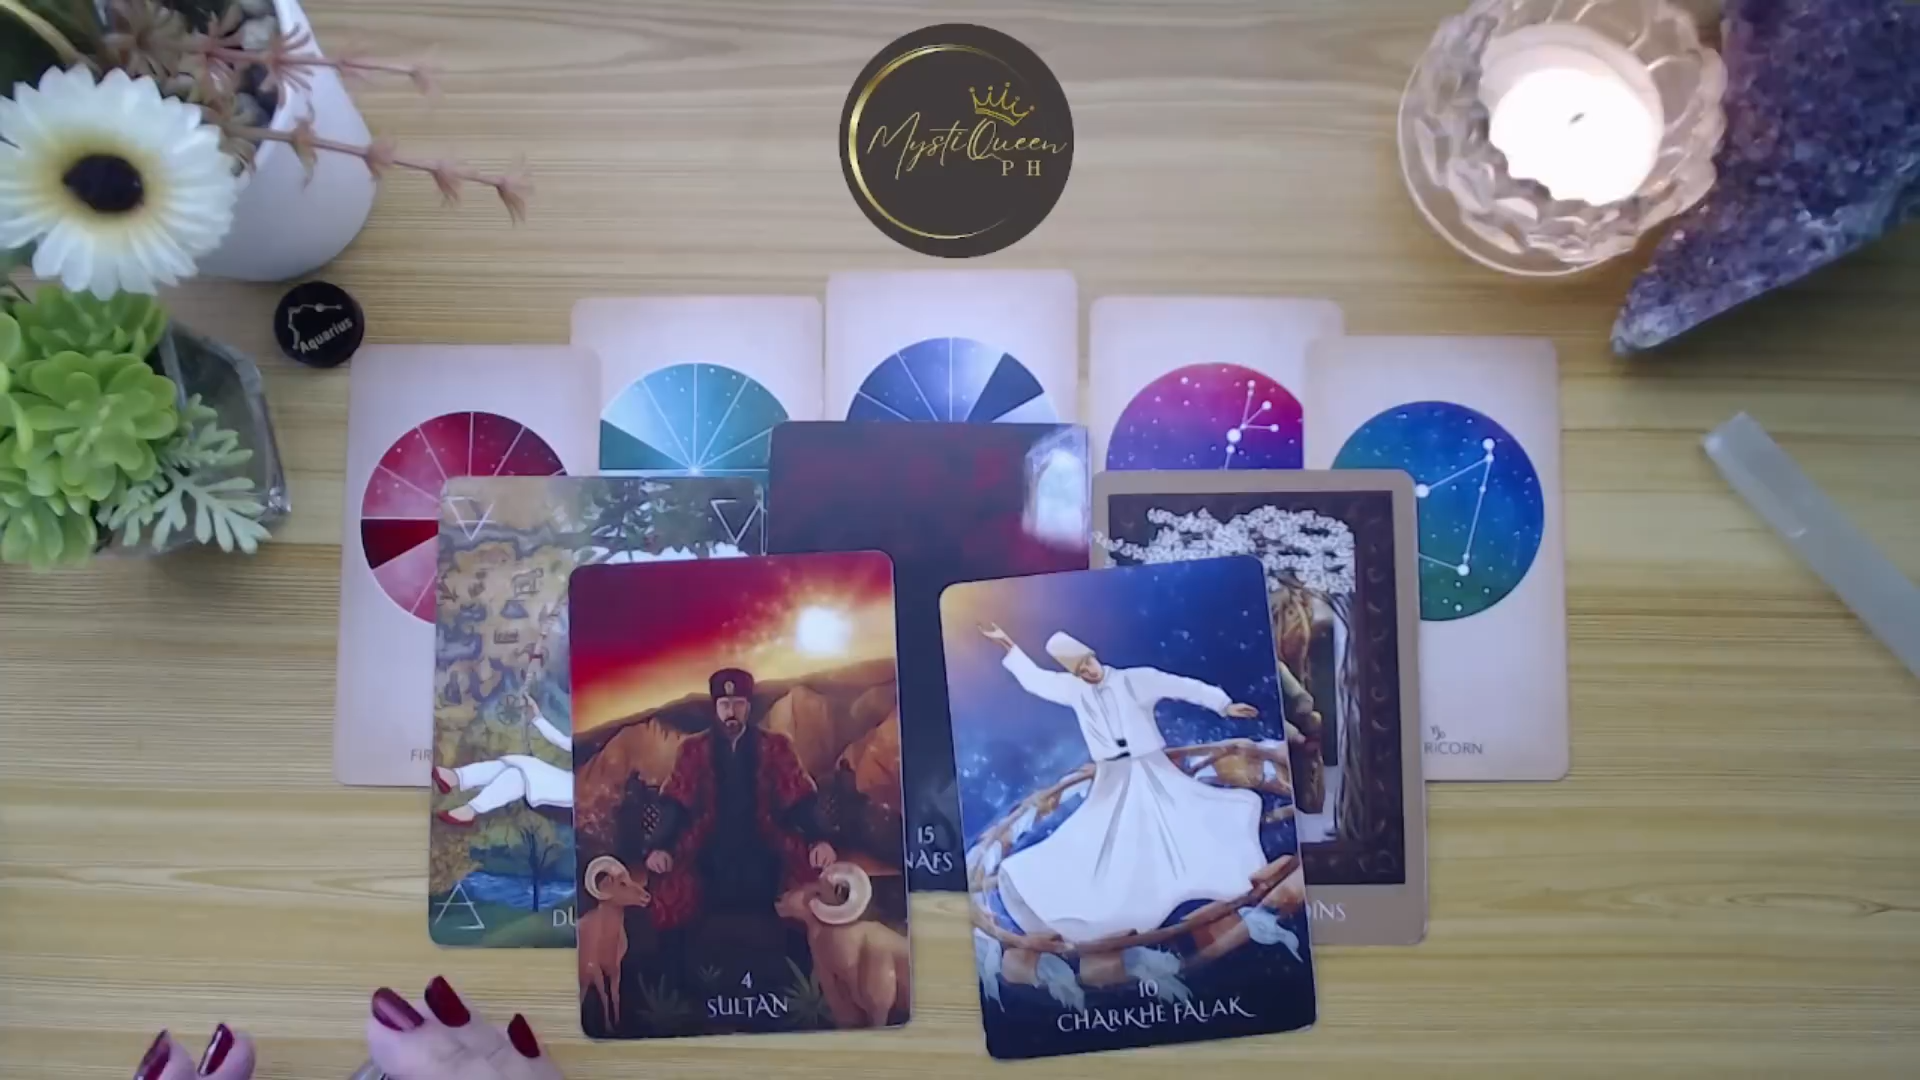 MystiQueen
PH
Aquarius
RICORN
15
NAFS
4
SULTAN
10
CHARKHE FALAK